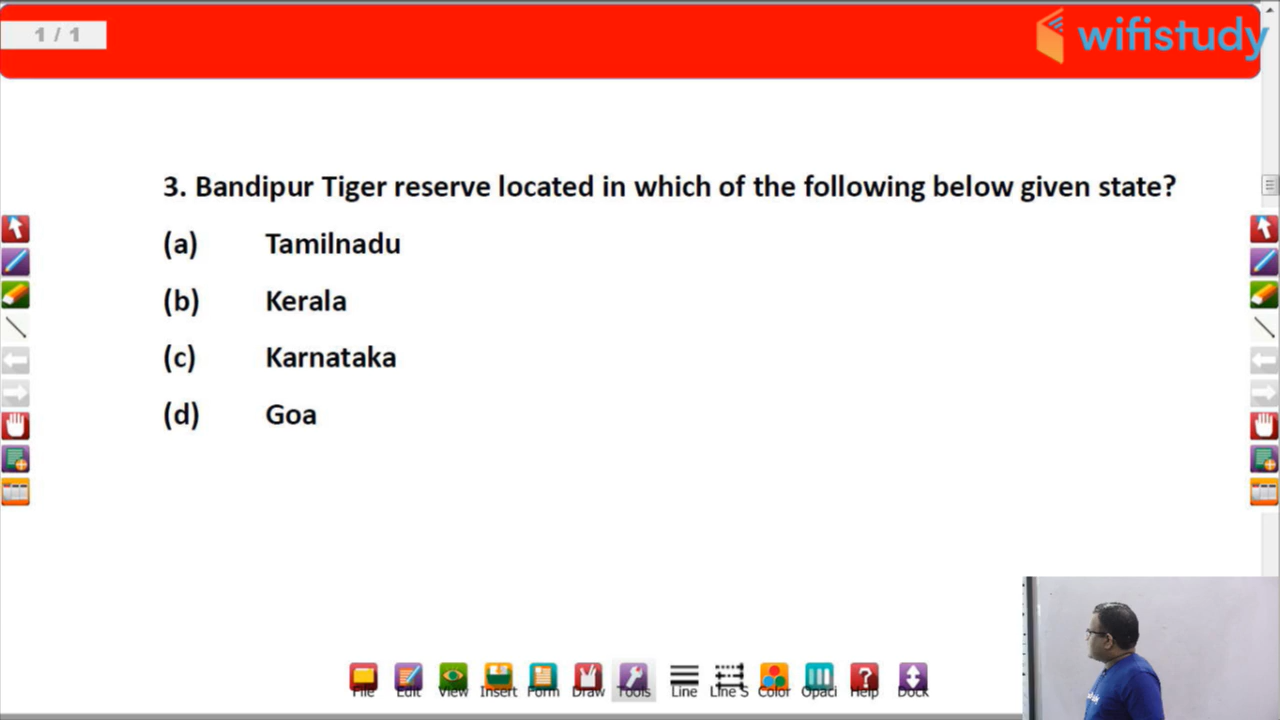 1 / 1
wifistudy
3. Bandipur Tiger reserve located in which of the following below given state?
(a) Tamilnadu
(b) Kerala
(c) Karnataka
(d) Goa
File Edit View Insert Form Draw Tools Line Line S Color Opaci Help Dock